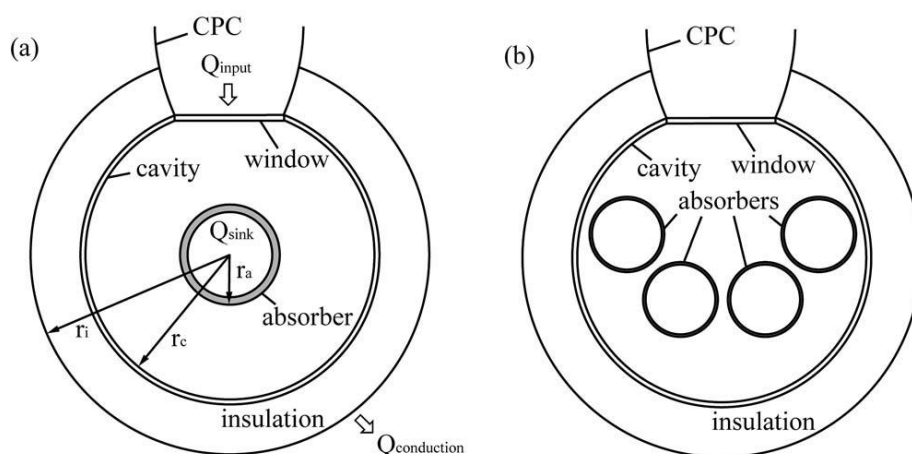 (a)
CPC
Qinput
window
cavity
Qsink
ra
absorber
ri
rc
insulation
Qconduction
(b)
CPC
cavity
window
absorbers
insulation